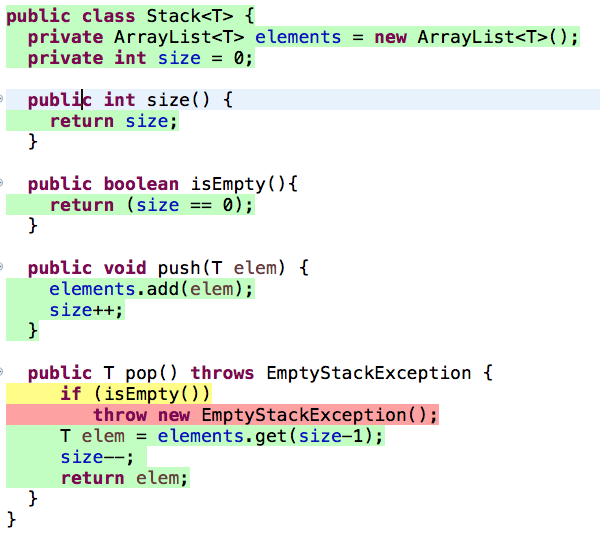 public class Stack<T> {
private ArrayList<T> elements = new ArrayList<T>();
private int size = 0;
public int size() {
return size;
}
public boolean isEmpty(){
return (size == 0);
}
public void push(T elem) {
elements.add(elem);
size++;
}
public T pop() throws EmptyStackException {
if (isEmpty())
throw new EmptyStackException();
T elem = elements.get(size-1);
size--;
return elem;
}
}